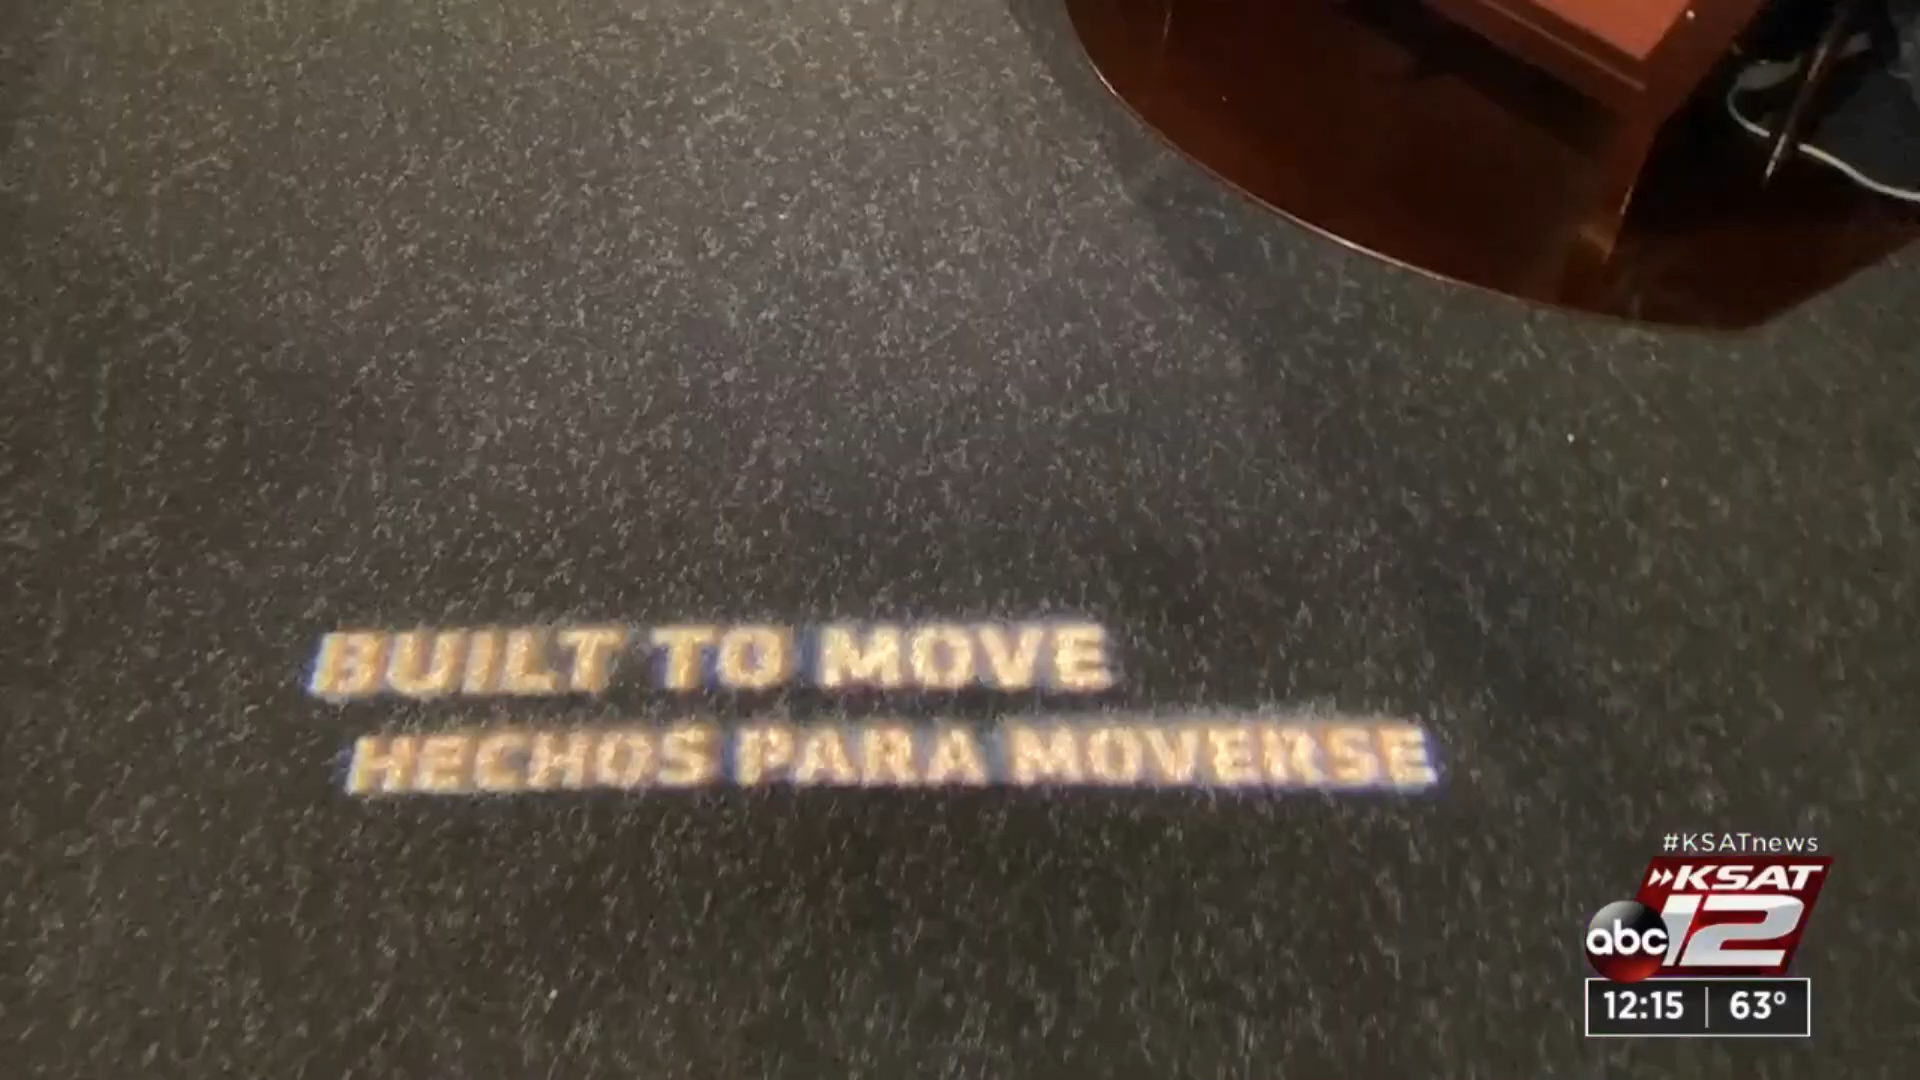 BUILT TO MOVE
HECHOS PARA MOVERSE
#KSATnews
KSAT
abc 12
12:15 63°